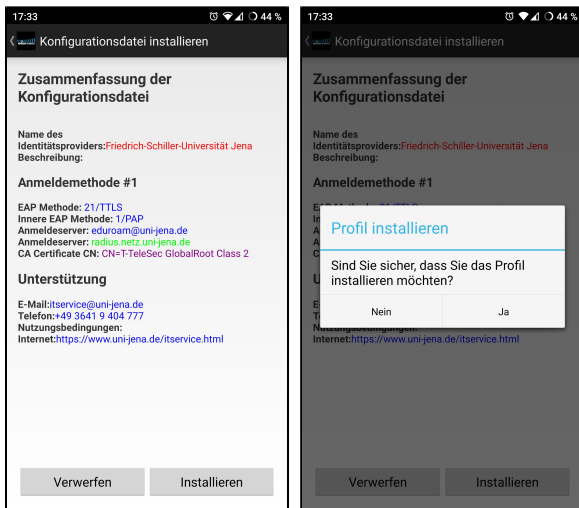 17:33
44 %
Konfigurationsdatei installieren
Zusammenfassung der
Konfigurationsdatei
Name des
Identitätsproviders:Friedrich-Schiller-Universität Jena
Beschreibung:
Anmeldemethode #1
EAP Methode: 21/TTLS
Innere EAP Methode: 1/PAP
Anmeldeserver: eduroam@uni-jena.de
Anmeldeserver: radius.netz.uni-jena.de
CA Certificate CN: CN=T-TeleSec GlobalRoot Class 2
Unterstützung
E-Mail:itservice@uni-jena.de
Telefon:+49 3641 9 404 777
Nutzungsbedingungen:
Internet:https://www.uni-jena.de/itservice.html
Verwerfen
Installieren
17:33
44 %
Konfigurationsdatei installieren
Zusammenfassung der
Konfigurationsdatei
Name des
Identitätsproviders:Friedrich-Schiller-Universität Jena
Beschreibung:
Anmeldemethode #1
Profil installieren
Sind Sie sicher, dass Sie das Profil
installieren möchten?
Nein
Ja
Nutzungsbedingungen:
Internet:https://www.uni-jena.de/itservice.html
Verwerfen
Installieren